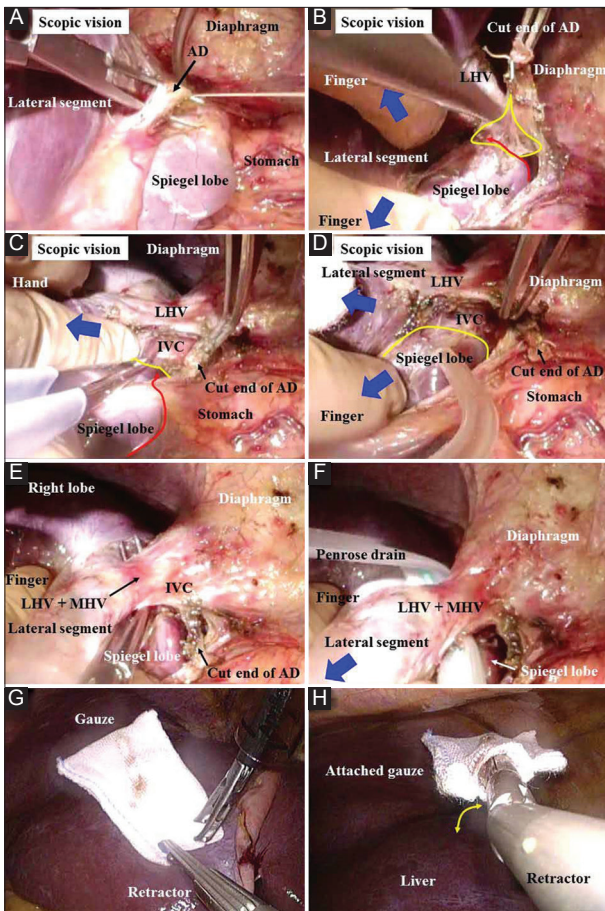 A
Scopic vision
Diaphragm
AD
Lateral segment
Stomach
Spiegel lobe
B
Scopic vision
Cut end of AD
Diaphragm
LHV
Finger
Lateral segment
Spiegel lobe
Finger
C
Scopic vision
Diaphragm
Hand
LHV
IVC
Cut end of AD
Stomach
Spiegel lobe
D
Scopic vision
Lateral segment
LHV
Diaphragm
IVC
Spiegel lobe
Cut end of AD
Finger
Stomach
E
Right lobe
Diaphragm
Finger
LHV + MHV
IVC
Lateral segment
Spiegel lobe
Cut end of AD
F
Diaphragm
Penrose drain
Finger
LHV + MHV
Lateral segment
Spiegel lobe
G
Gauze
Retractor
H
Attached gauze
Liver
Retractor